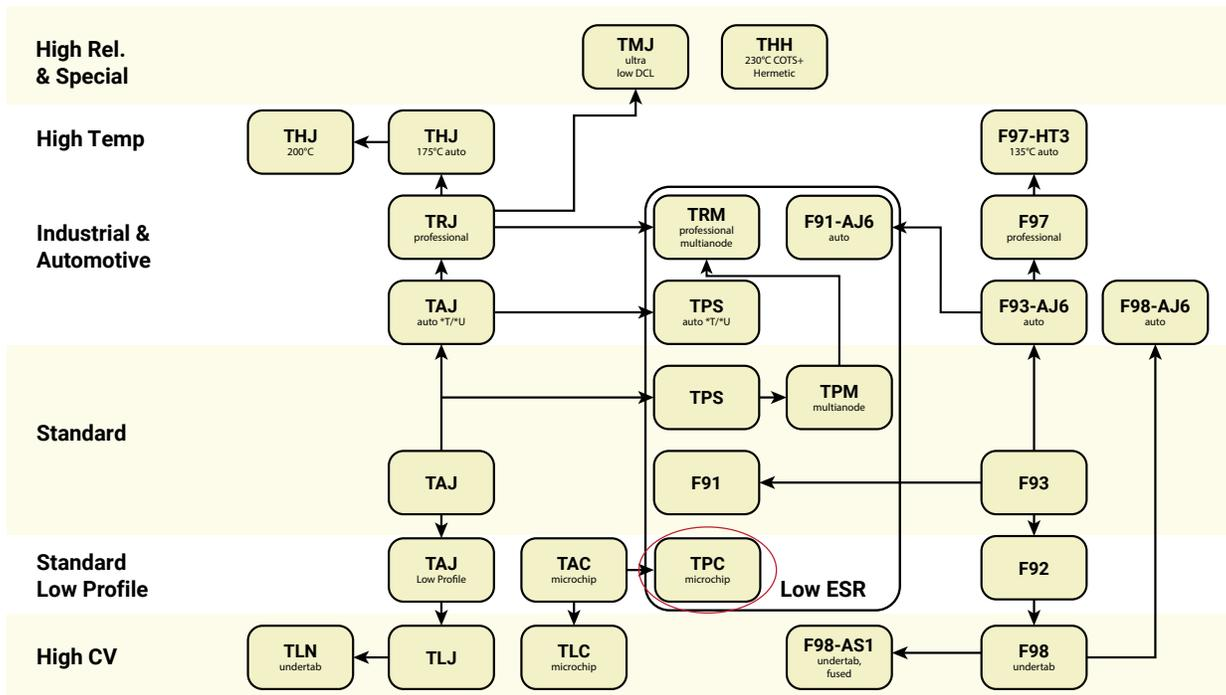 High Rel.
& Special
TMJ
ultra
low DCL
THH
230°C COTS+
Hermetic
High Temp
THJ
200°C
THJ
175°C auto
F97-HT3
135°C auto
Industrial &
Automotive
TRJ
professional
TRM
professional
multianode
F91-AJ6
auto
F97
professional
TAJ
auto *T/*U
TPS
auto *T/*U
F93-AJ6
auto
F98-AJ6
auto
Standard
TPS
TPM
multianode
TAJ
F91
F93
Standard
Low Profile
TAJ
Low Profile
TAC
microchip
TPC
microchip
Low ESR
F92
High CV
TLN
undertab
TLJ
TLC
microchip
F98-AS1
undertab,
fused
F98
undertab